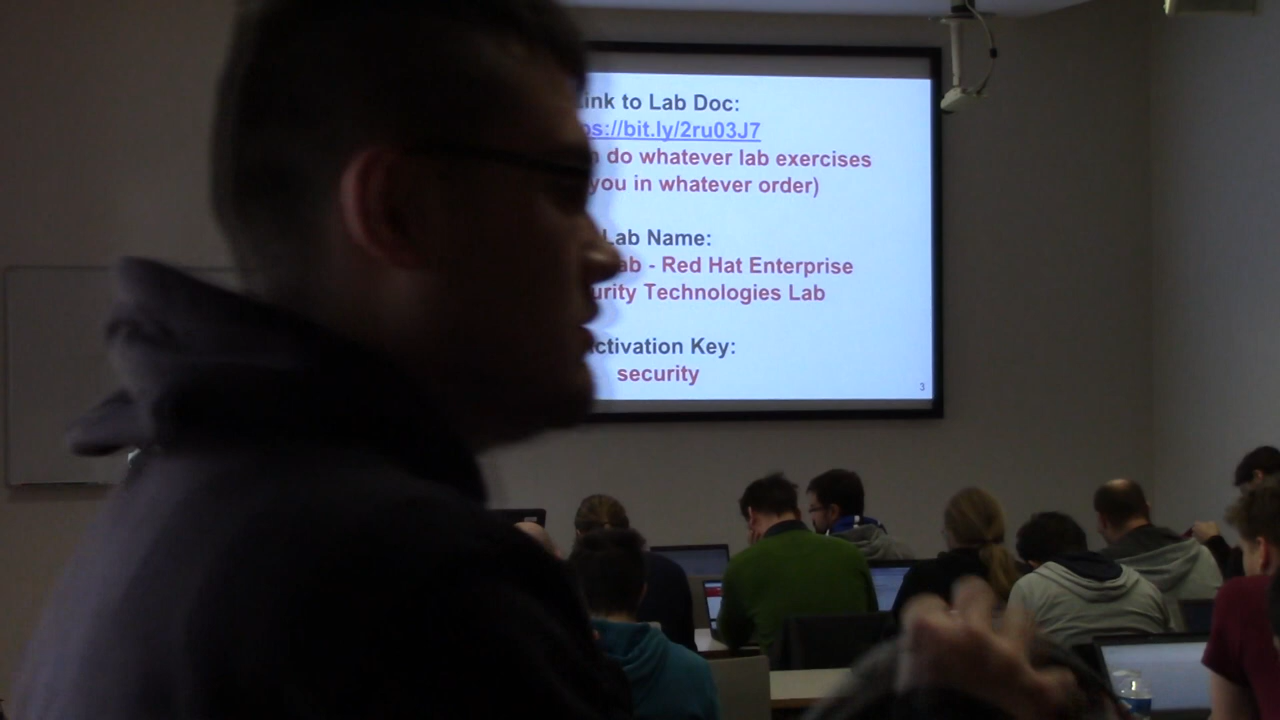 Link to Lab Doc:
ps://bit.ly/2ru03J7
do whatever lab exercises
you in whatever order)
Lab Name:
ab - Red Hat Enterprise
urity Technologies Lab
ctivation Key:
security
3